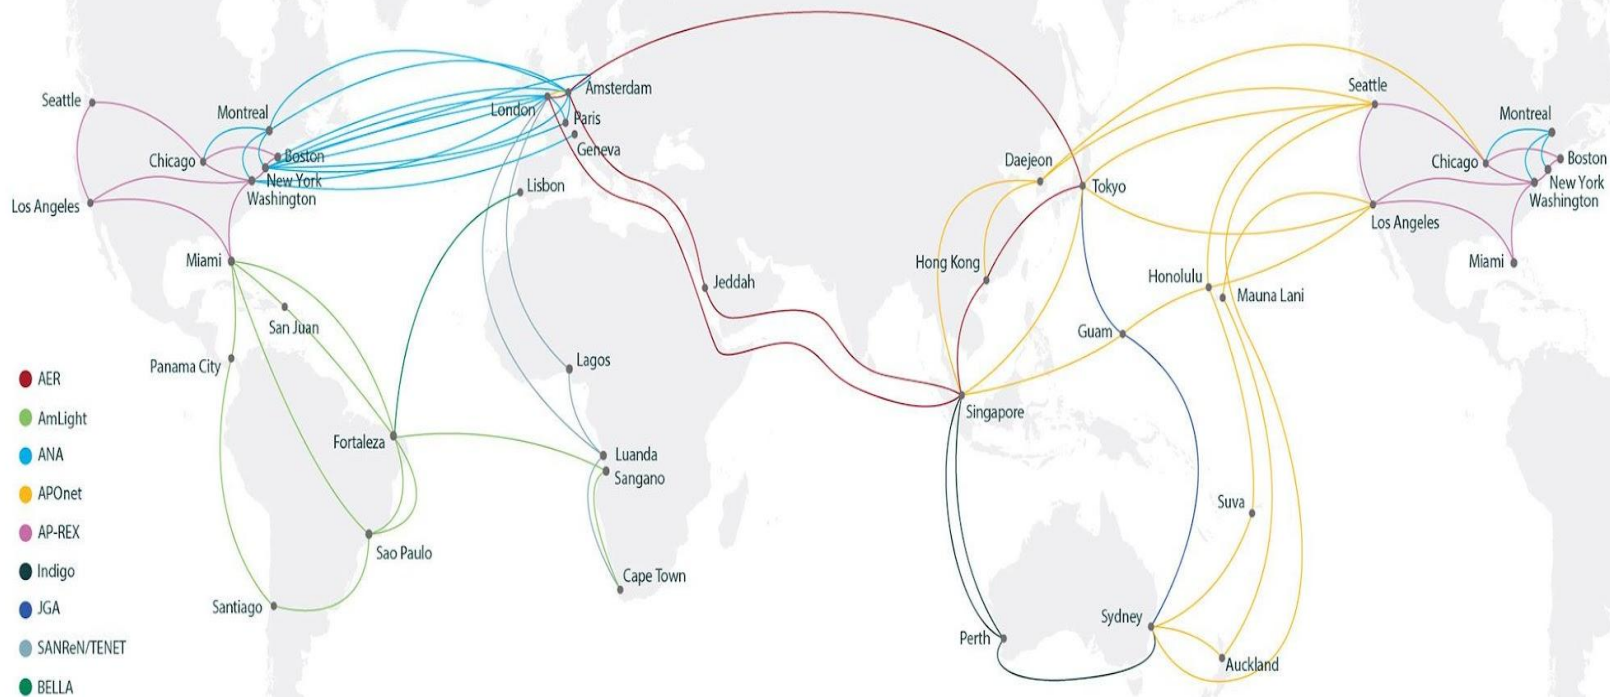 Seattle
Montreal
Chicago
Boston
New York
Washington
Los Angeles
Miami
San Juan
Panama City
Fortaleza
Sao Paulo
Santiago
London
Amsterdam
Paris
Geneva
Lisbon
Jeddah
Lagos
Luanda
Sangano
Cape Town
Daejeon
Tokyo
Hong Kong
Singapore
Guam
Honolulu
Mauna Lani
Suva
Sydney
Perth
Auckland
Seattle
Montreal
Chicago
Boston
New York
Washington
Los Angeles
Miami
AER
AmLight
ANA
APOnet
AP-REX
Indigo
JGA
SANReN/TENET
BELLA